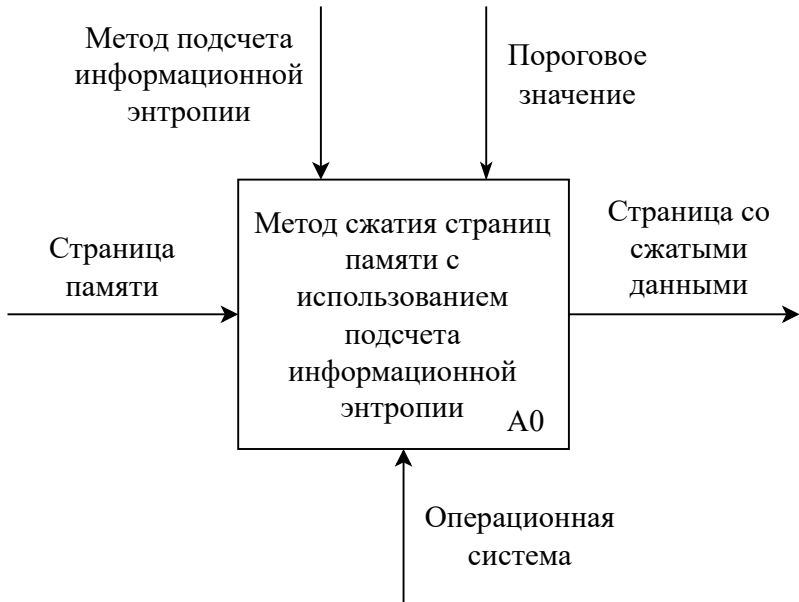 Метод подсчета
информационной
энтропии
Пороговое
значение
Страница
памяти
Метод сжатия страниц
памяти с
использованием
подсчета
информационной
энтропии
A0
Страница со
сжатыми
данными
Операционная
система